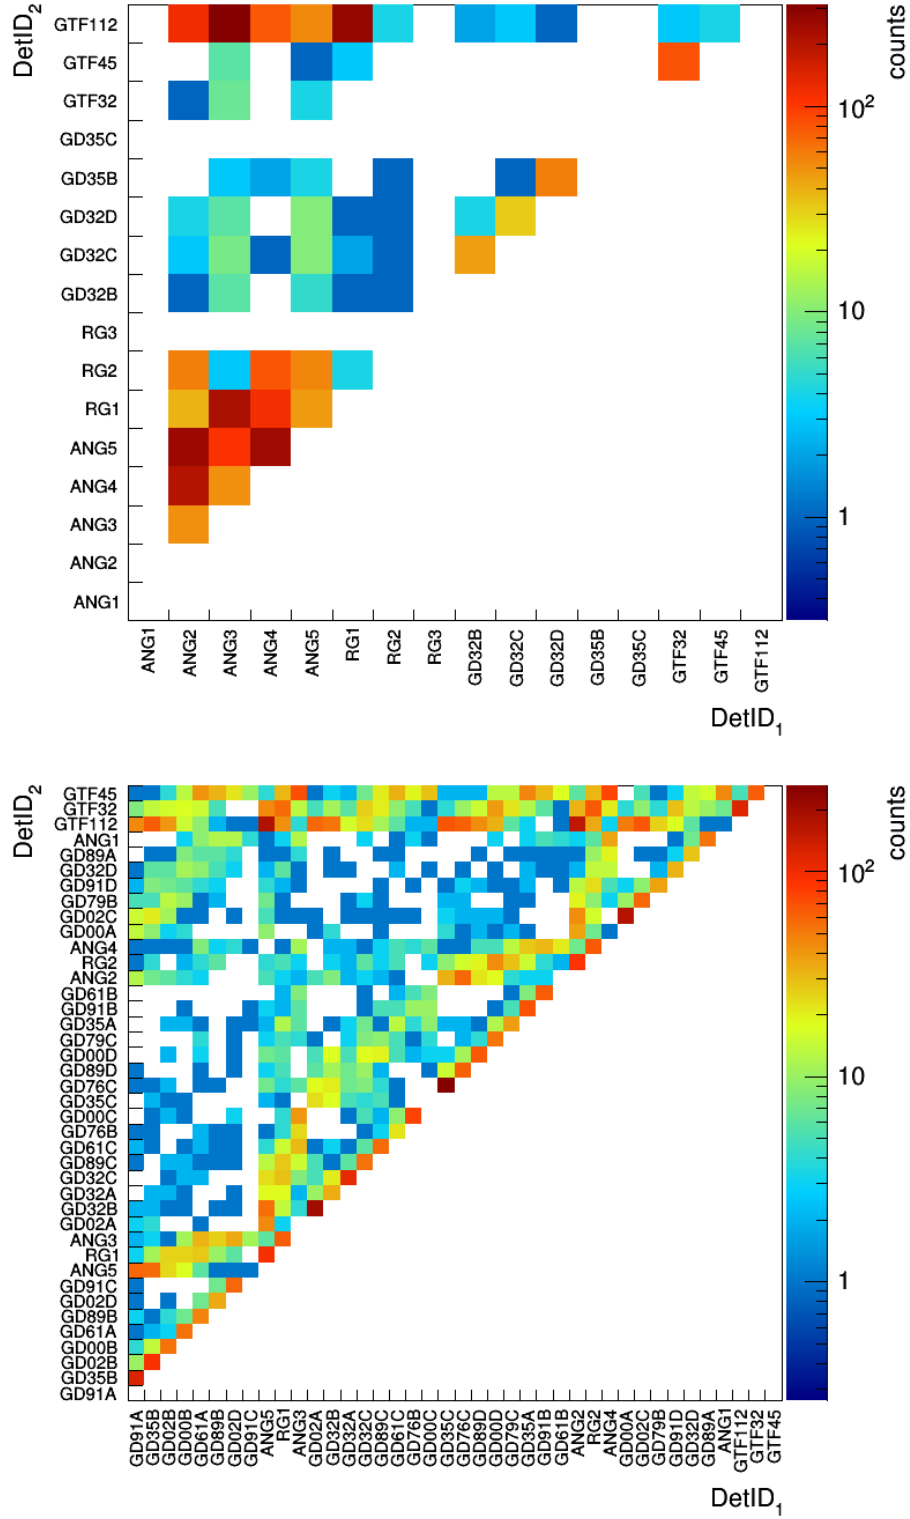 DetID2
GTF112
GTF45
GTF32
GD35C
GD35B
GD32D
GD32C
GD32B
RG3
RG2
RG1
ANG5
ANG4
ANG3
ANG2
ANG1
ANG1 ANG2 ANG3 ANG4 ANG5 RG1 RG2 RG3 GD32B GD32C GD32D GD35B GD35C GTF32 GTF45 GTF112
DetID1
counts
10²
10
1
DetID2
GTF45
GTF32
GTF112
ANG1
GD89A
GD32D
GD91D
GD79B
GD02C
GD00A
ANG4
RG2
ANG2
GD61B
GD91B
GD35A
GD79C
GD00D
GD89D
GD76C
GD35C
GD00C
GD76B
GD61C
GD89C
GD32C
GD32A
GD32B
GD02A
ANG3
RG1
ANG5
GD91C
GD02D
GD89B
GD61A
GD00B
GD02B
GD35B
GD91A
GD91A GD35B GD02B GD00B GD61A GD89B GD02D GD91C ANG5 RG1 ANG3 GD02A GD32B GD32A GD32C GD89C GD61C GD76B GD00C GD35C GD76C GD89D GD00D GD79C GD35A GD91B GD61B ANG2 RG2 ANG4 GD00A GD02C GD79B GD91D GD32D GD89A ANG1 GTF112 GTF32 GTF45
DetID1
counts
10²
10
1